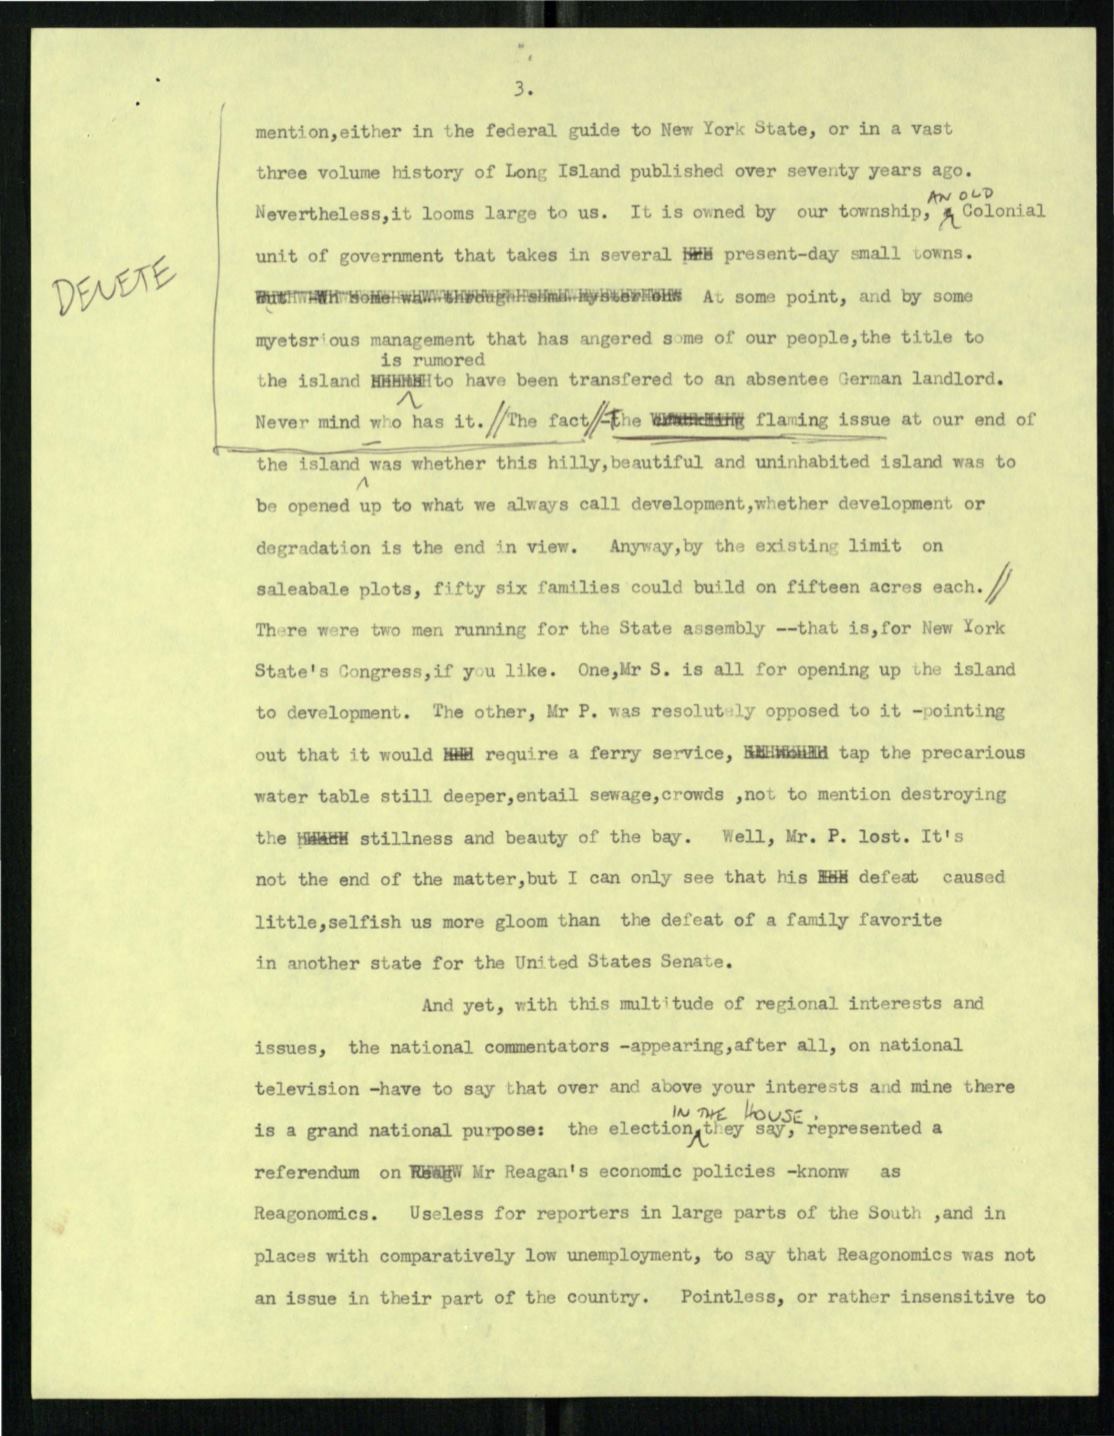 3.
mention,either in the federal guide to New York State, or in a vast
three volume history of Long Island published over seventy years ago.
AN OLD
Nevertheless,it looms large to us. It is owned by our township, a Colonial
unit of government that takes in several present-day small towns.
DELETE
But some way through some mysterious At some point, and by some
myetsrious management that has angered some of our people,the title to
is rumored
the island to have been transfered to an absentee German landlord.
Never mind who has it.//The fact//-the flaming issue at our end of
the island was whether this hilly,beautiful and uninhabited island was to
be opened up to what we always call development,whether development or
degradation is the end in view. Anyway,by the existing limit on
saleabale plots, fifty six families could build on fifteen acres each.//
There were two men running for the State assembly --that is,for New York
State's Congress,if you like. One,Mr S. is all for opening up the island
to development. The other, Mr P. was resolutely opposed to it -pointing
out that it would require a ferry service, tap the precarious
water table still deeper,entail sewage,crowds ,not to mention destroying
the stillness and beauty of the bay. Well, Mr. P. lost. It's
not the end of the matter,but I can only see that his defeat caused
little,selfish us more gloom than the defeat of a family favorite
in another state for the United States Senate.
And yet, with this multitude of regional interests and
issues, the national commentators -appearing,after all, on national
television -have to say that over and above your interests and mine there
IN THE HOUSE,
is a grand national purpose: the election they say, represented a
referendum on Reag Mr Reagan's economic policies -knonw as
Reagonomics. Useless for reporters in large parts of the South ,and in
places with comparatively low unemployment, to say that Reagonomics was not
an issue in their part of the country. Pointless, or rather insensitive to